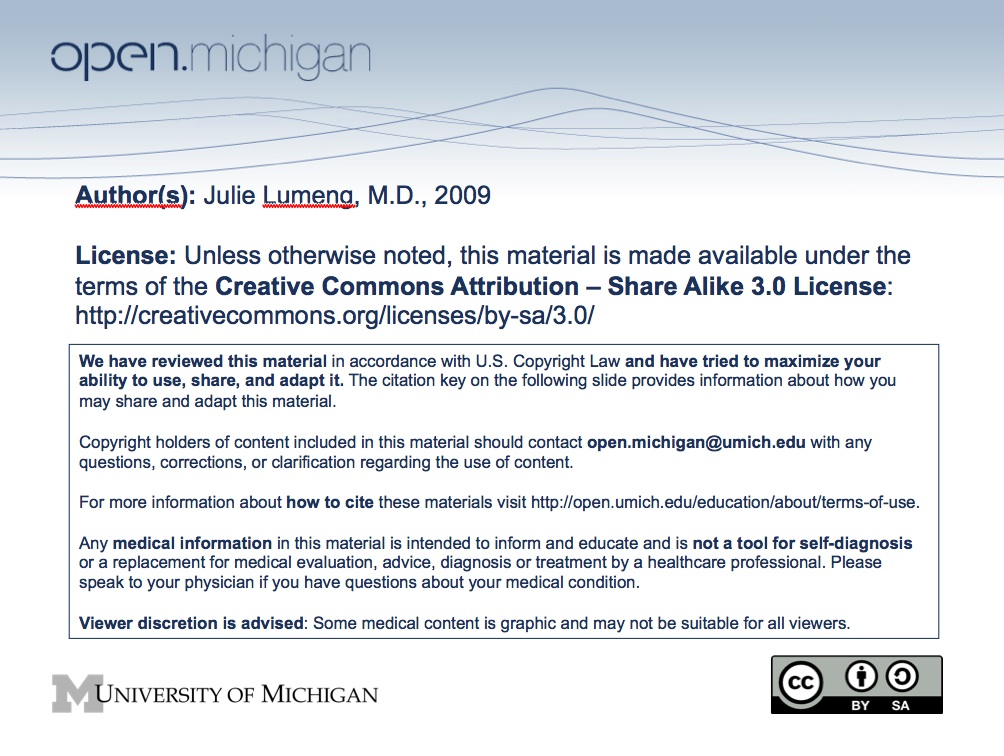 open.michigan
Author(s): Julie Lumeng, M.D., 2009
License: Unless otherwise noted, this material is made available under the
terms of the Creative Commons Attribution – Share Alike 3.0 License:
http://creativecommons.org/licenses/by-sa/3.0/
We have reviewed this material in accordance with U.S. Copyright Law and have tried to maximize your
ability to use, share, and adapt it. The citation key on the following slide provides information about how you
may share and adapt this material.
Copyright holders of content included in this material should contact open.michigan@umich.edu with any
questions, corrections, or clarification regarding the use of content.
For more information about how to cite these materials visit http://open.umich.edu/education/about/terms-of-use.
Any medical information in this material is intended to inform and educate and is not a tool for self-diagnosis
or a replacement for medical evaluation, advice, diagnosis or treatment by a healthcare professional. Please
speak to your physician if you have questions about your medical condition.
Viewer discretion is advised: Some medical content is graphic and may not be suitable for all viewers.
M UNIVERSITY OF MICHIGAN
cc
BY SA